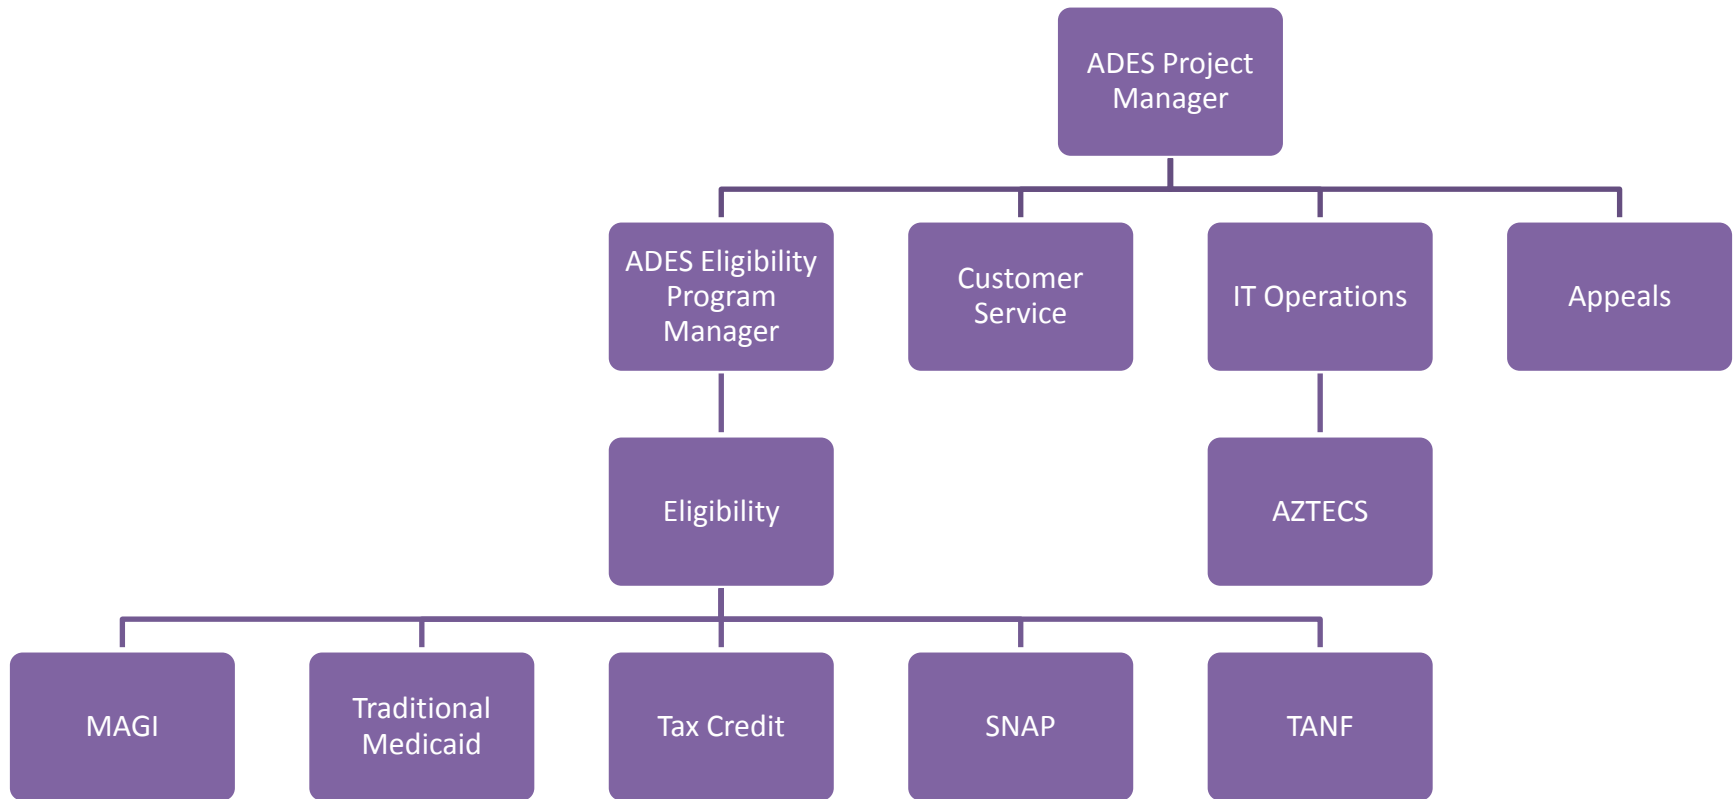 ADES Project
Manager
ADES Eligibility
Program
Manager
Customer
Service
IT Operations
Appeals
Eligibility
AZTECS
MAGI
Traditional
Medicaid
Tax Credit
SNAP
TANF